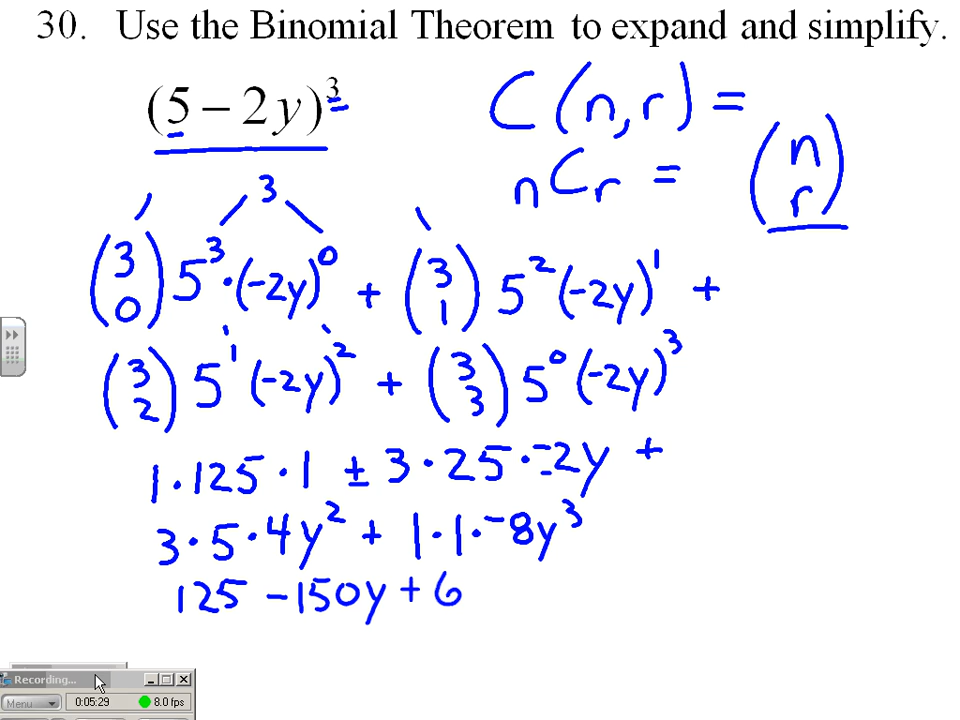 30. Use the Binomial Theorem to expand and simplify.
(5 − 2y)³
C(n,r) =
nCr = (n r)
3
(3 0) 5³·(-2y)⁰ + (3 1) 5²(-2y)¹ +
(3 2) 5¹(-2y)² + (3 3) 5⁰(-2y)³
1·125·1 ± 3·25·-2y +
3·5·4y² + 1·1·-8y³
125 -150y + 6
Recording...
Menu 0:05:29 8.0 fps